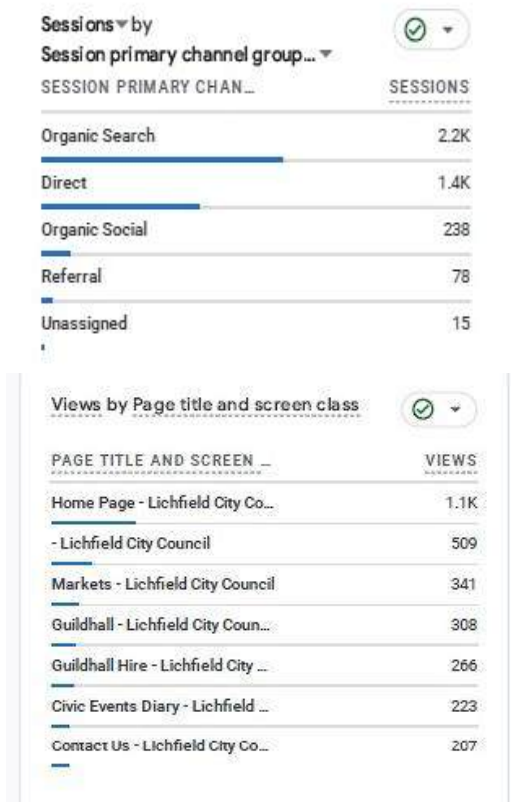 Sessions by
Session primary channel group...
SESSION PRIMARY CHAN... SESSIONS
Organic Search 2.2K
Direct 1.4K
Organic Social 238
Referral 78
Unassigned 15
Views by Page title and screen class
PAGE TITLE AND SCREEN ... VIEWS
Home Page - Lichfield City Co... 1.1K
- Lichfield City Council 509
Markets - Lichfield City Council 341
Guildhall - Lichfield City Coun... 308
Guildhall Hire - Lichfield City ... 266
Civic Events Diary - Lichfield ... 223
Contact Us - Lichfield City Co... 207